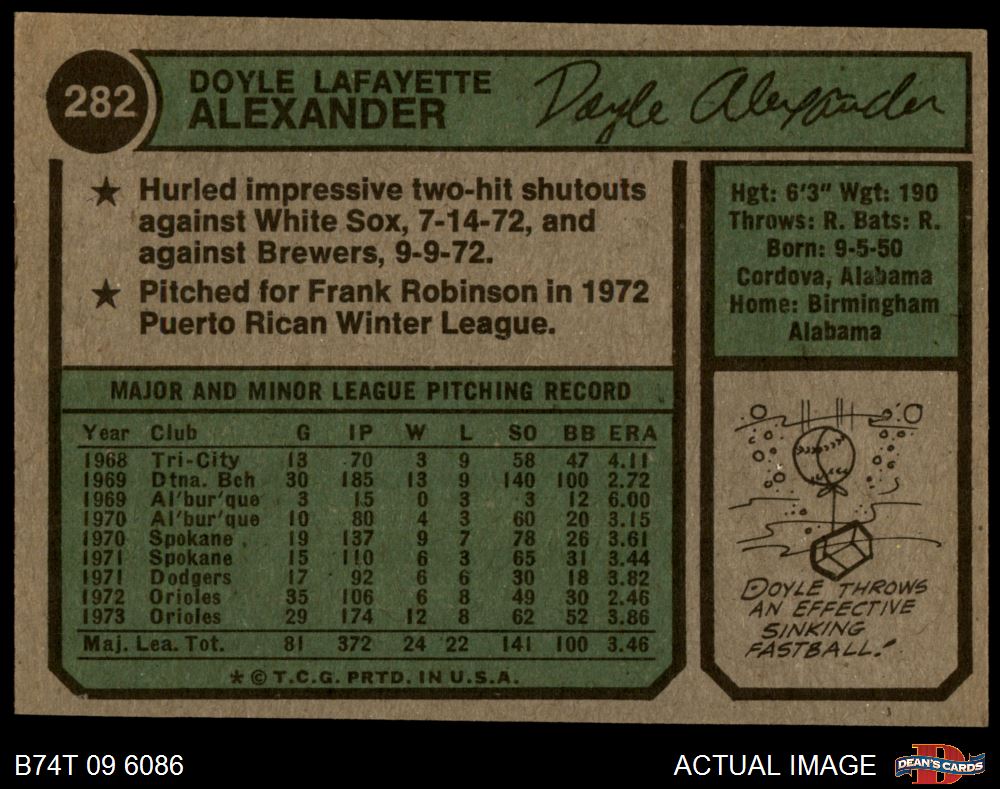 282
DOYLE LAFAYETTE
ALEXANDER
Doyle Alexander
★ Hurled impressive two-hit shutouts
against White Sox, 7-14-72, and
against Brewers, 9-9-72.
★ Pitched for Frank Robinson in 1972
Puerto Rican Winter League.
Hgt: 6'3" Wgt: 190
Throws: R. Bats: R.
Born: 9-5-50
Cordova, Alabama
Home: Birmingham
Alabama
MAJOR AND MINOR LEAGUE PITCHING RECORD
Year Club G IP W L SO BB ERA
1968 Tri-City 13 70 3 9 58 47 4.11
1969 Dtna. Bch 30 185 13 9 140 100 2.72
1969 Al'bur'que 3 15 0 3 3 12 6.00
1970 Al'bur'que 10 80 4 3 60 20 3.15
1970 Spokane 19 137 9 7 78 26 3.61
1971 Spokane 15 110 6 3 65 31 3.44
1971 Dodgers 17 92 6 6 30 18 3.82
1972 Orioles 35 106 6 8 49 30 2.46
1973 Orioles 29 174 12 8 62 52 3.86
Maj. Lea. Tot. 81 372 24 22 141 100 3.46
★ © T.C.G. PRTD. IN U.S.A.
DOYLE THROWS
AN EFFECTIVE
SINKING
FASTBALL!
B74T 09 6086
ACTUAL IMAGE
DEAN'S CARDS